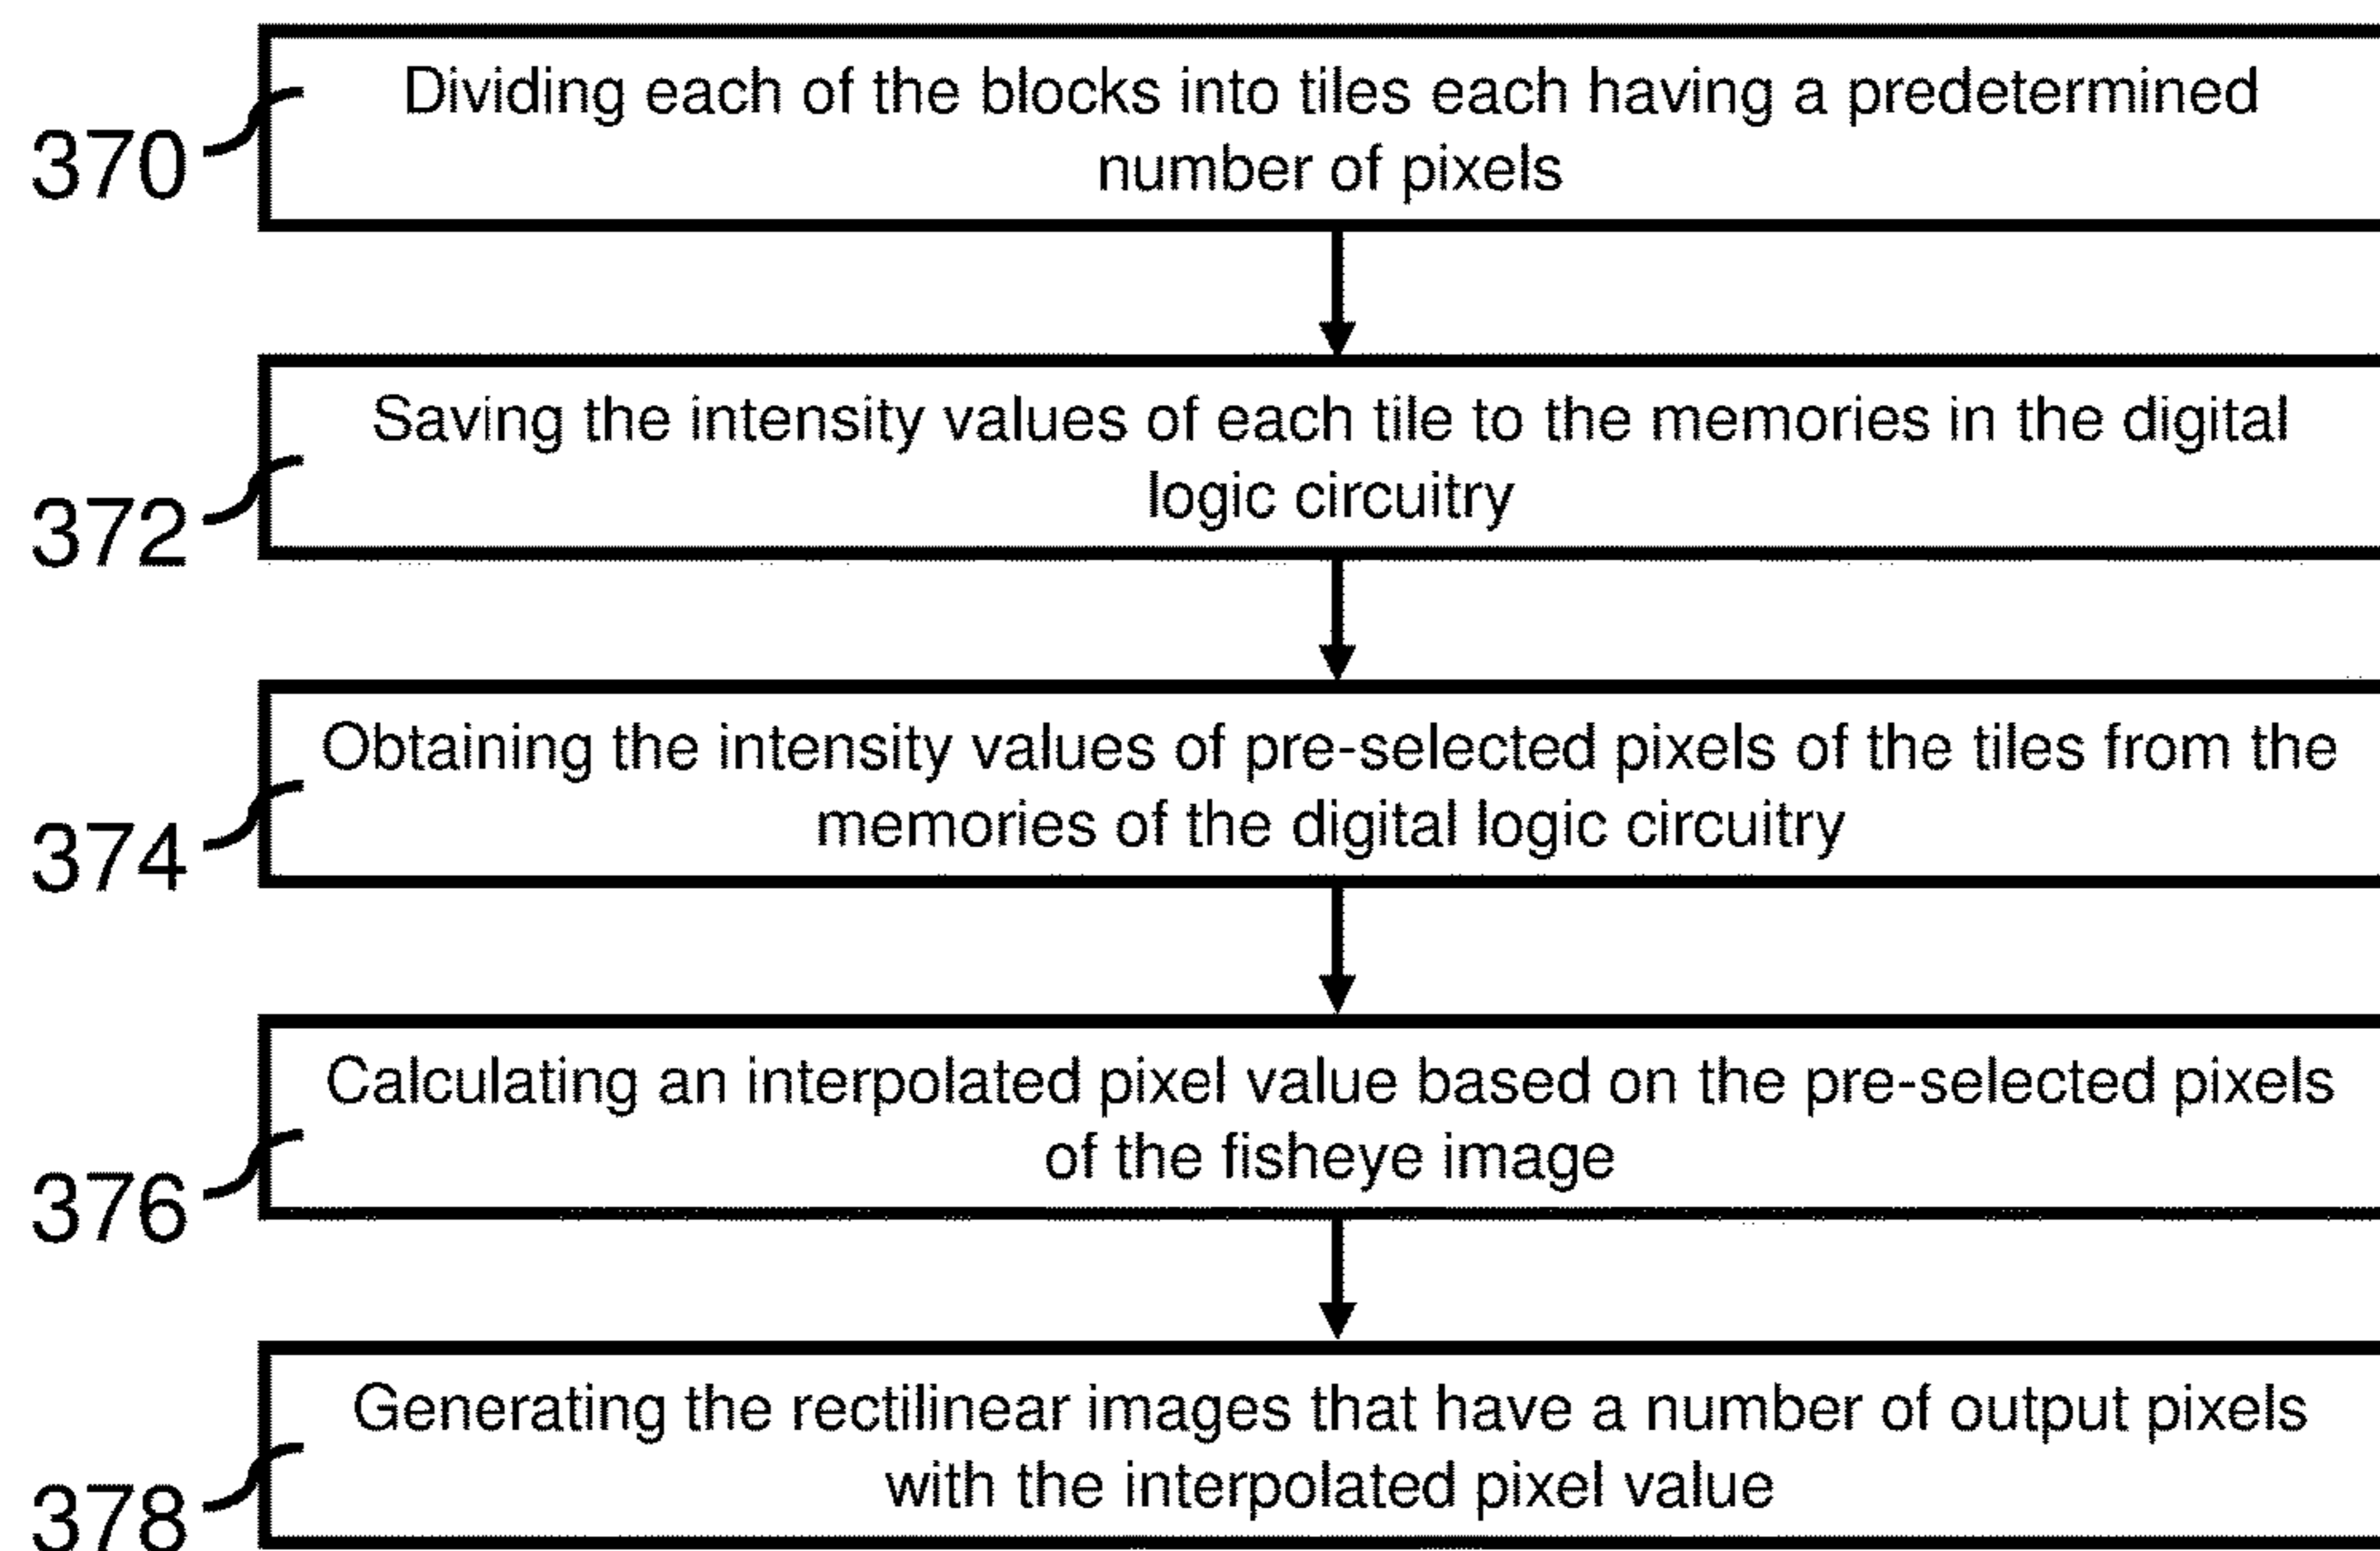 Dividing each of the blocks into tiles each having a predetermined
number of pixels
370
Saving the intensity values of each tile to the memories in the digital
logic circuitry
372
Obtaining the intensity values of pre-selected pixels of the tiles from the
memories of the digital logic circuitry
374
Calculating an interpolated pixel value based on the pre-selected pixels
of the fisheye image
376
Generating the rectilinear images that have a number of output pixels
with the interpolated pixel value
378